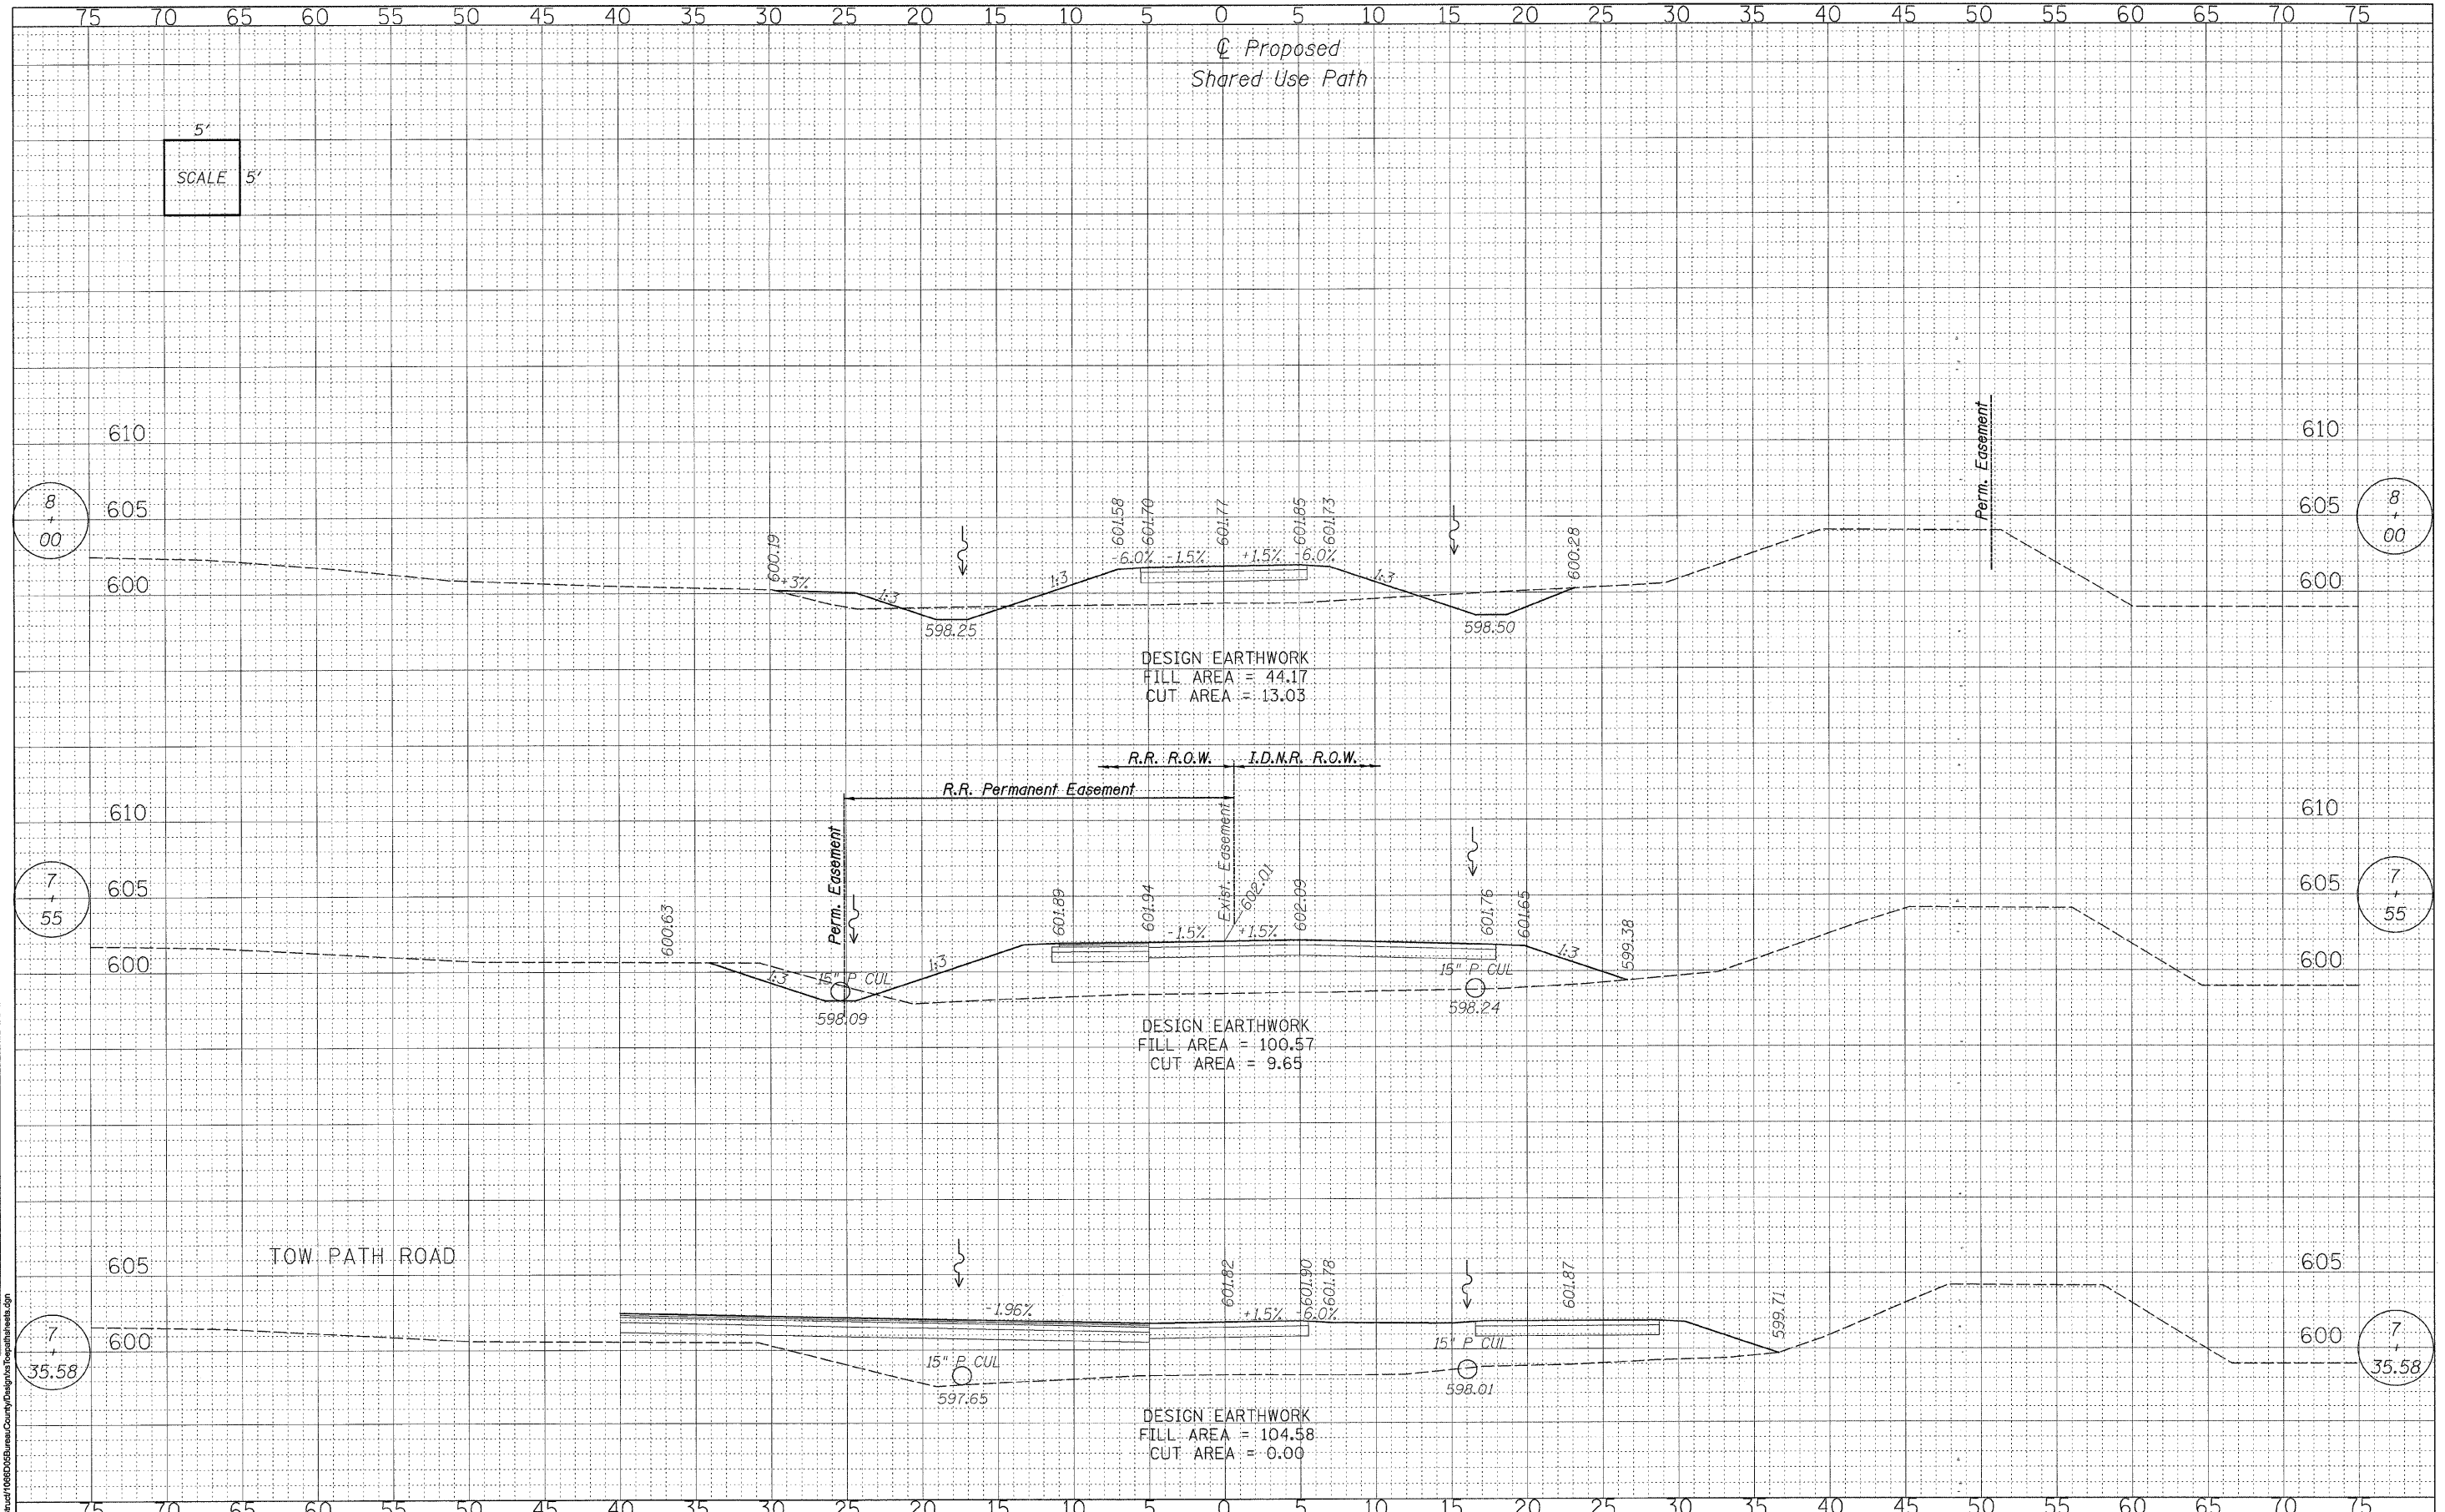 75 70 65 60 55 50 45 40 35 30 25 20 15 10 5 0 5 10 15 20 25 30 35 40 45 50 55 60 65 70 75
℄ Proposed
Shared Use Path
5'
SCALE 5'
Perm. Easement
610 610
8 + 00 605 605 8 + 00
600.19 601.58 601.70 601.77 601.85 601.73 600.28
-6.0% -1.5% +1.5% -6.0%
600 +3% 1:3 1:3 1:3 600
598.25 598.50
DESIGN EARTHWORK
FILL AREA = 44.17
CUT AREA = 13.03
R.R. R.O.W. I.D.N.R. R.O.W.
R.R. Permanent Easement
610 610
Perm. Easement Exist. Easement
7 + 55 605 605 7 + 55
600.63 601.89 601.94 602.01 602.09 601.76 601.65 599.38
-1.5% +1.5%
600 1:3 15" P CUL 1:3 15" P CUL 1:3 600
598.09 598.24
DESIGN EARTHWORK
FILL AREA = 100.57
CUT AREA = 9.65
TOW PATH ROAD
605 605
601.82 601.90 601.78 601.87 599.71
-1.96% +1.5% -6.0%
7 + 35.58 600 600 7 + 35.58
15" P CUL 15" P CUL
597.65 598.01
DESIGN EARTHWORK
FILL AREA = 104.58
CUT AREA = 0.00
75 70 65 60 55 50 45 40 35 30 25 20 15 10 5 0 5 10 15 20 25 30 35 40 45 50 55 60 65 70 75